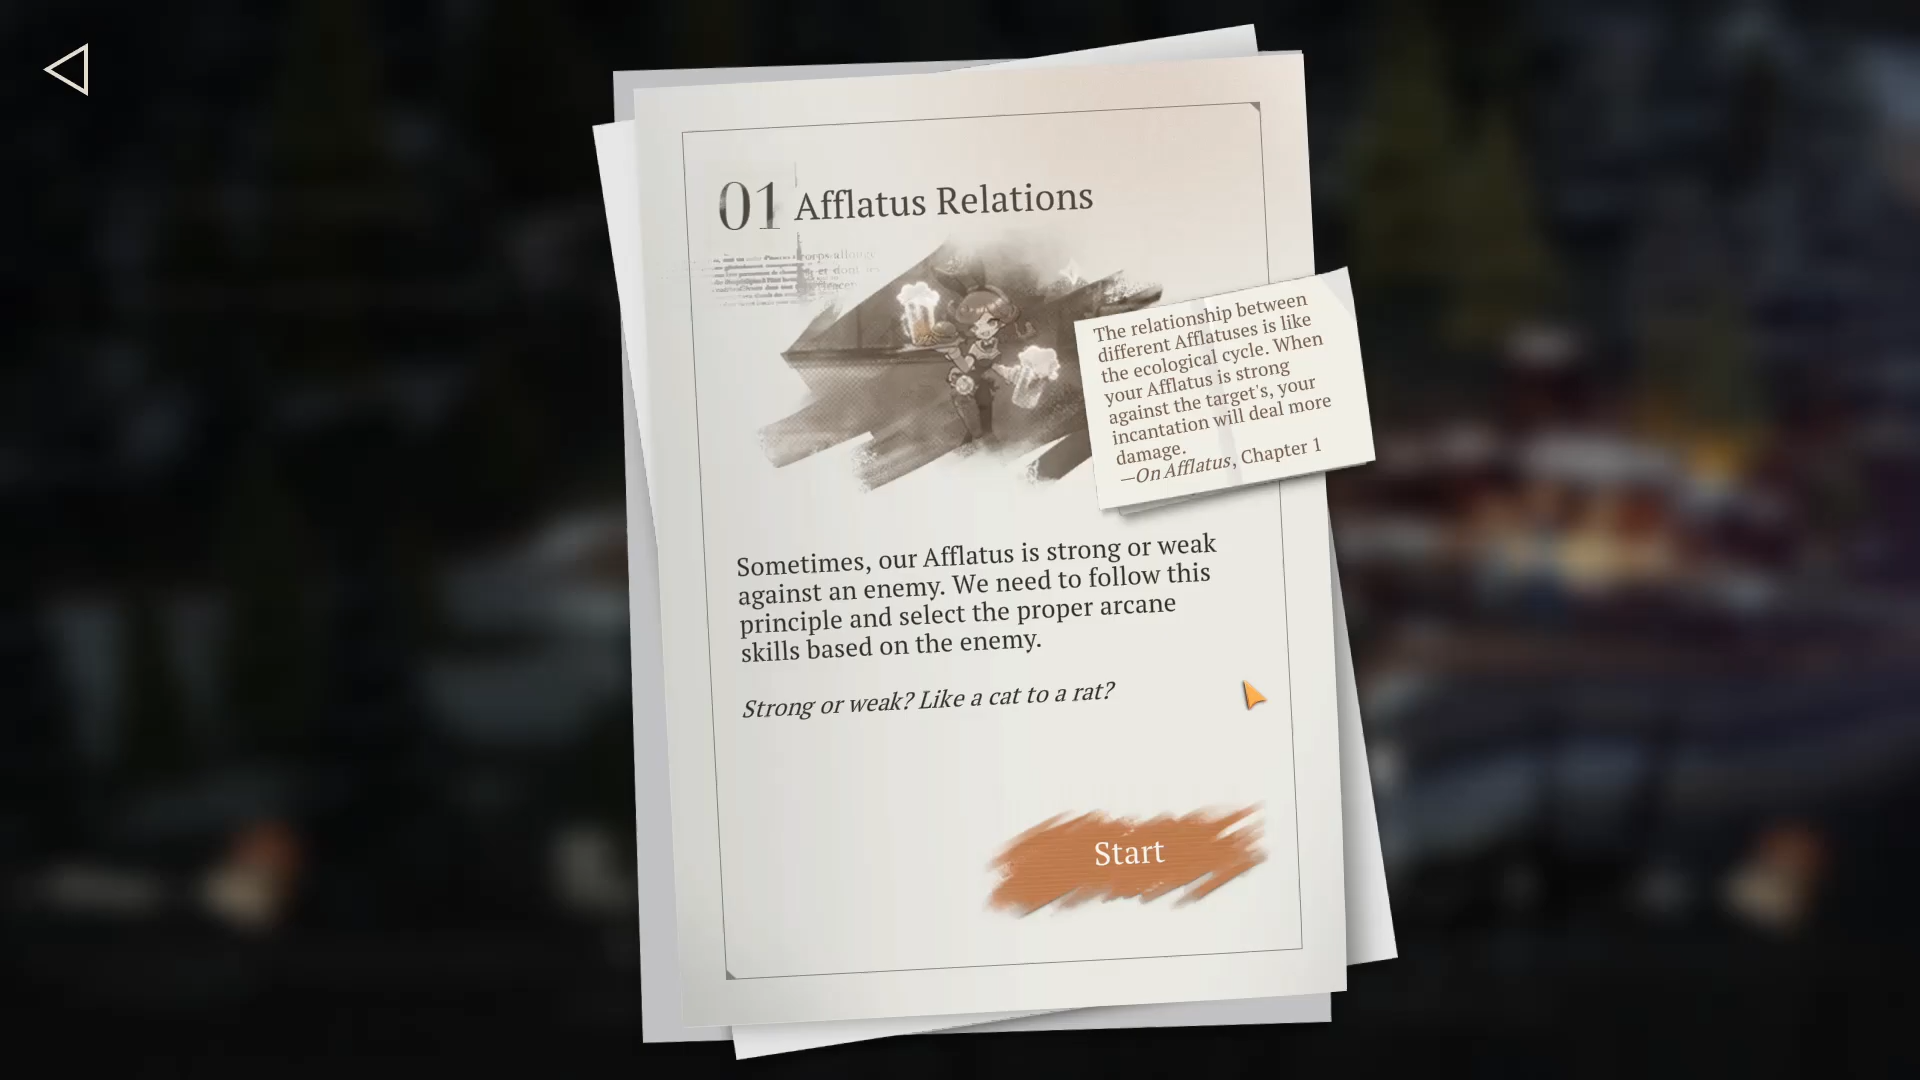 01 Afflatus Relations
The relationship between
different Afflatuses is like
the ecological cycle. When
your Afflatus is strong
against the target's, your
incantation will deal more
damage.
—On Afflatus, Chapter 1
Sometimes, our Afflatus is strong or weak
against an enemy. We need to follow this
principle and select the proper arcane
skills based on the enemy.
Strong or weak? Like a cat to a rat?
Start